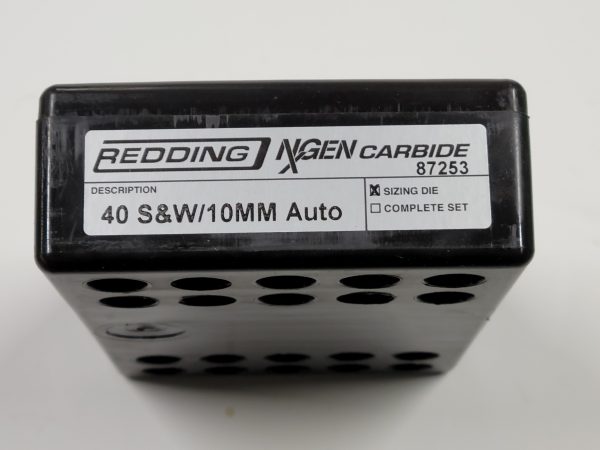 REDDING NXGEN CARBIDE
87253
DESCRIPTION
40 S&W/10MM Auto
☒ SIZING DIE
☐ COMPLETE SET